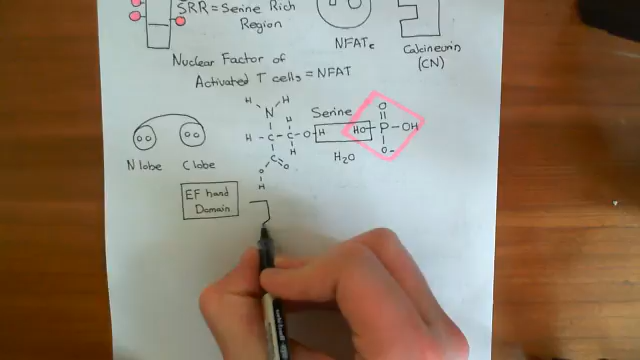 SRR = Serine Rich
Region
NFATc
Calcineurin
(CN)
Nuclear Factor of
Activated T cells = NFAT
H H
N
Serine
H
H - C - C - O - H HO - P - OH
H
O
O-
C
O
O
H
H2O
N lobe C lobe
EF hand
Domain